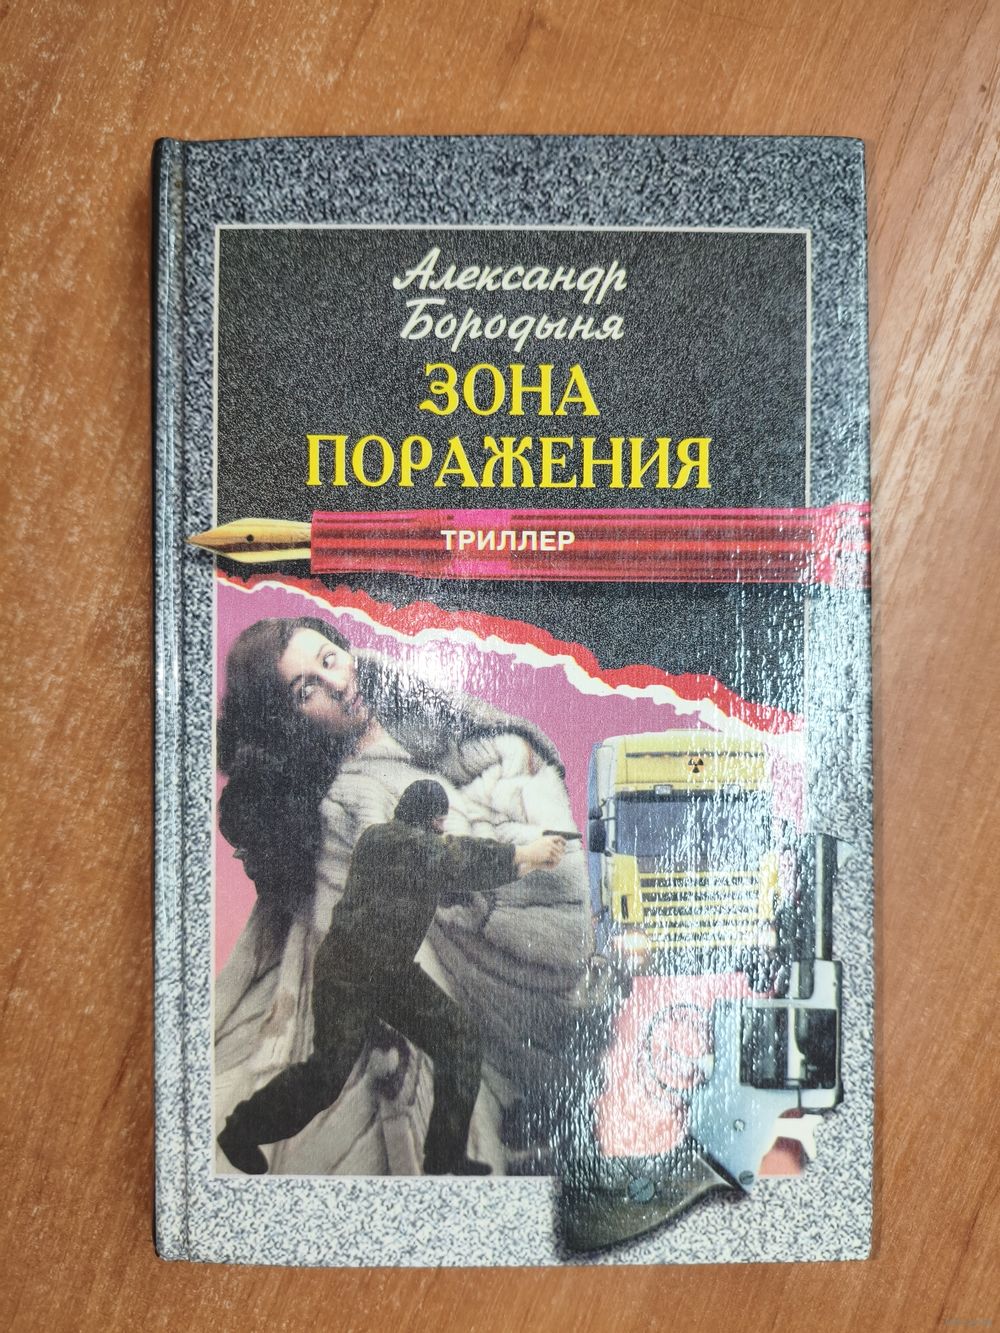 Александр
Бородыня
ЗОНА
ПОРАЖЕНИЯ
ТРИЛЛЕР